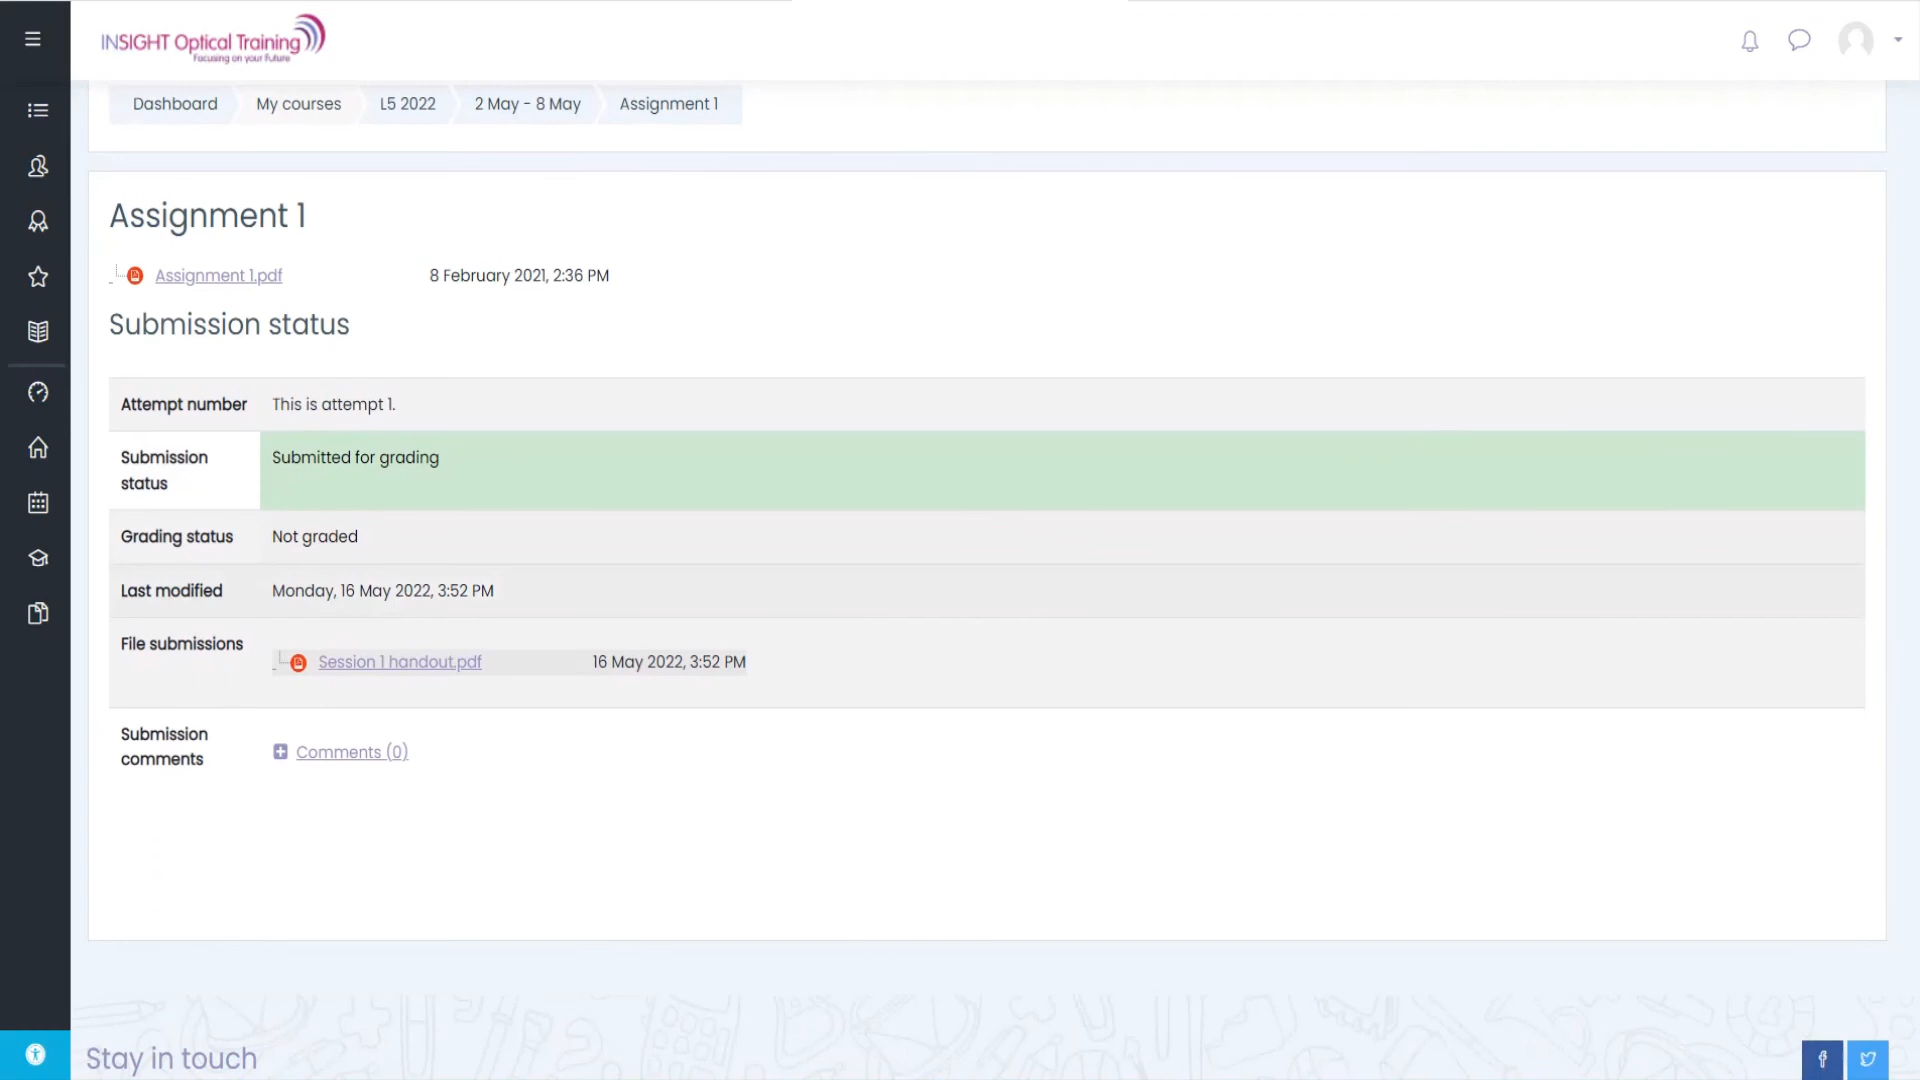 INSIGHT Optical Training
Focusing on your Future
Dashboard My courses L5 2022 2 May - 8 May Assignment 1
Assignment 1
Assignment 1.pdf 8 February 2021, 2:36 PM
Submission status
Attempt number This is attempt 1.
Submission status Submitted for grading
Grading status Not graded
Last modified Monday, 16 May 2022, 3:52 PM
File submissions
Session 1 handout.pdf 16 May 2022, 3:52 PM
Submission comments
Comments (0)
Stay in touch